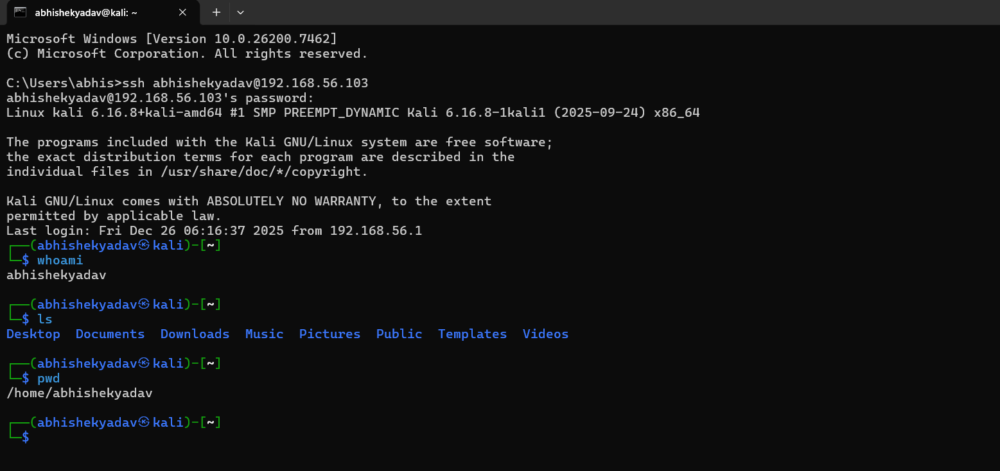 abhishekyadav@kali: ~
Microsoft Windows [Version 10.0.26200.7462]
(c) Microsoft Corporation. All rights reserved.
C:\Users\abhis>ssh abhishekyadav@192.168.56.103
abhishekyadav@192.168.56.103's password:
Linux kali 6.16.8+kali-amd64 #1 SMP PREEMPT_DYNAMIC Kali 6.16.8-1kali1 (2025-09-24) x86_64
The programs included with the Kali GNU/Linux system are free software;
the exact distribution terms for each program are described in the
individual files in /usr/share/doc/*/copyright.
Kali GNU/Linux comes with ABSOLUTELY NO WARRANTY, to the extent
permitted by applicable law.
Last login: Fri Dec 26 06:16:37 2025 from 192.168.56.1
┌──(abhishekyadav㉿kali)-[~]
└─$ whoami
abhishekyadav
┌──(abhishekyadav㉿kali)-[~]
└─$ ls
Desktop  Documents  Downloads  Music  Pictures  Public  Templates  Videos
┌──(abhishekyadav㉿kali)-[~]
└─$ pwd
/home/abhishekyadav
┌──(abhishekyadav㉿kali)-[~]
└─$